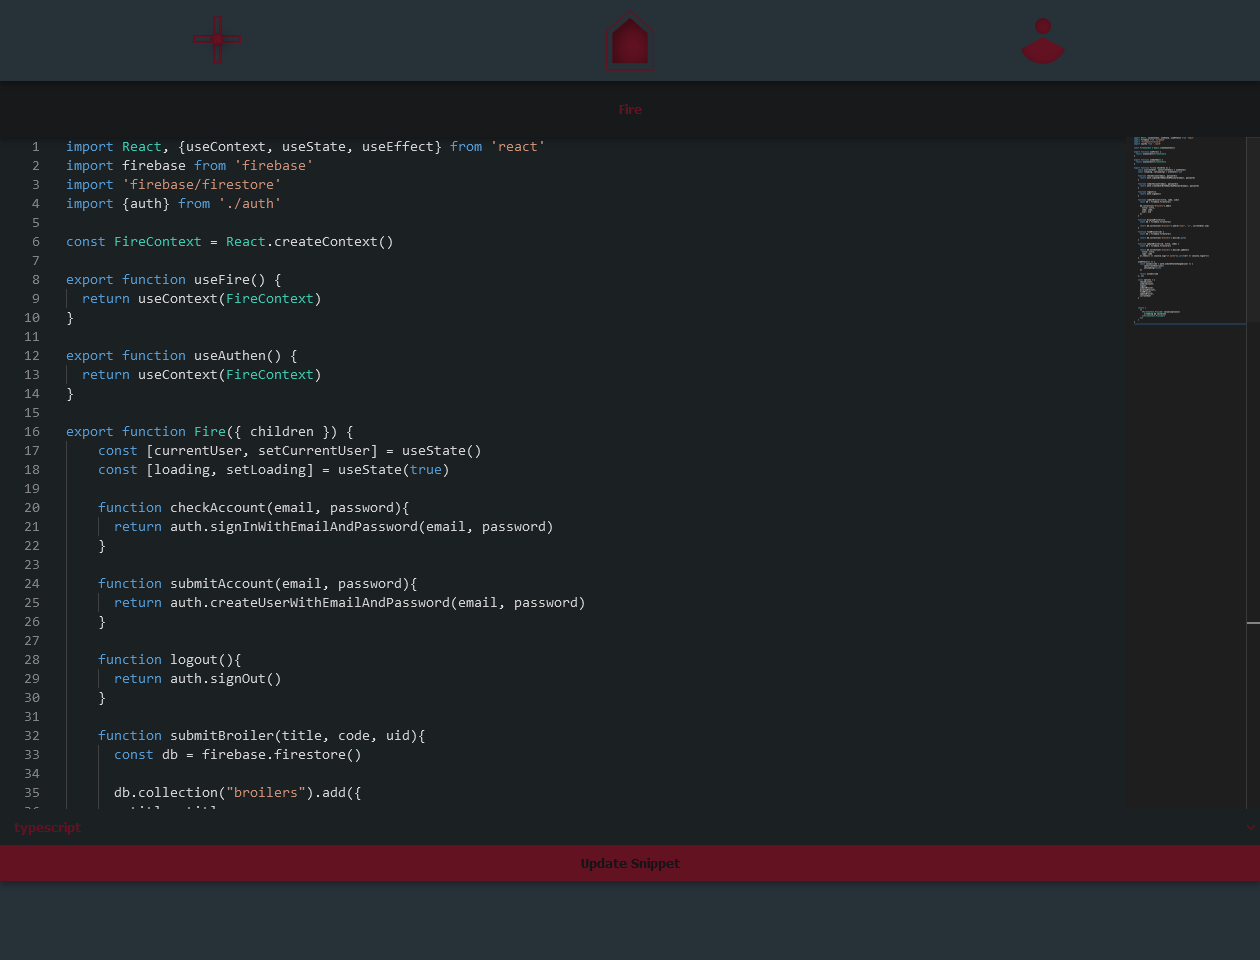 Fire
1 import React, {useContext, useState, useEffect} from 'react'
2 import firebase from 'firebase'
3 import 'firebase/firestore'
4 import {auth} from './auth'
5
6 const FireContext = React.createContext()
7
8 export function useFire() {
9 return useContext(FireContext)
10 }
11
12 export function useAuthen() {
13 return useContext(FireContext)
14 }
15
16 export function Fire({ children }) {
17 const [currentUser, setCurrentUser] = useState()
18 const [loading, setLoading] = useState(true)
19
20 function checkAccount(email, password){
21 return auth.signInWithEmailAndPassword(email, password)
22 }
23
24 function submitAccount(email, password){
25 return auth.createUserWithEmailAndPassword(email, password)
26 }
27
28 function logout(){
29 return auth.signOut()
30 }
31
32 function submitBroiler(title, code, uid){
33 const db = firebase.firestore()
34
35 db.collection("broilers").add({
typescript
Update Snippet